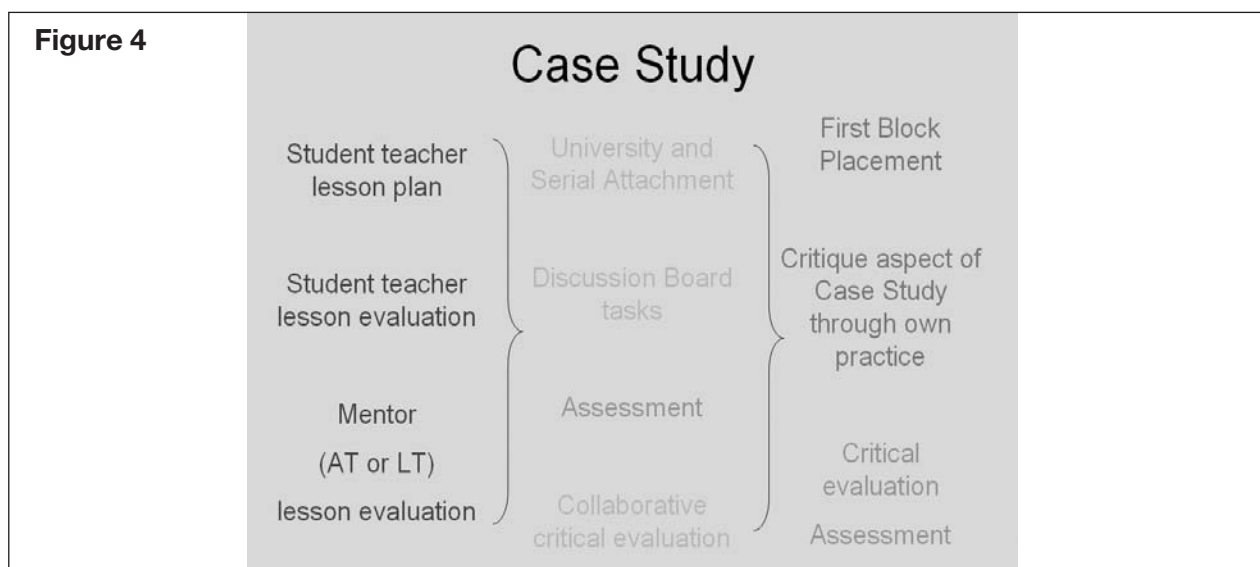 Figure 4
Case Study
Student teacher
lesson plan
Student teacher
lesson evaluation
Mentor
(AT or LT)
lesson evaluation
University and
Serial Attachment
Discussion Board
tasks
Assessment
Collaborative
critical evaluation
First Block
Placement
Critique aspect of
Case Study
through own
practice
Critical
evaluation
Assessment